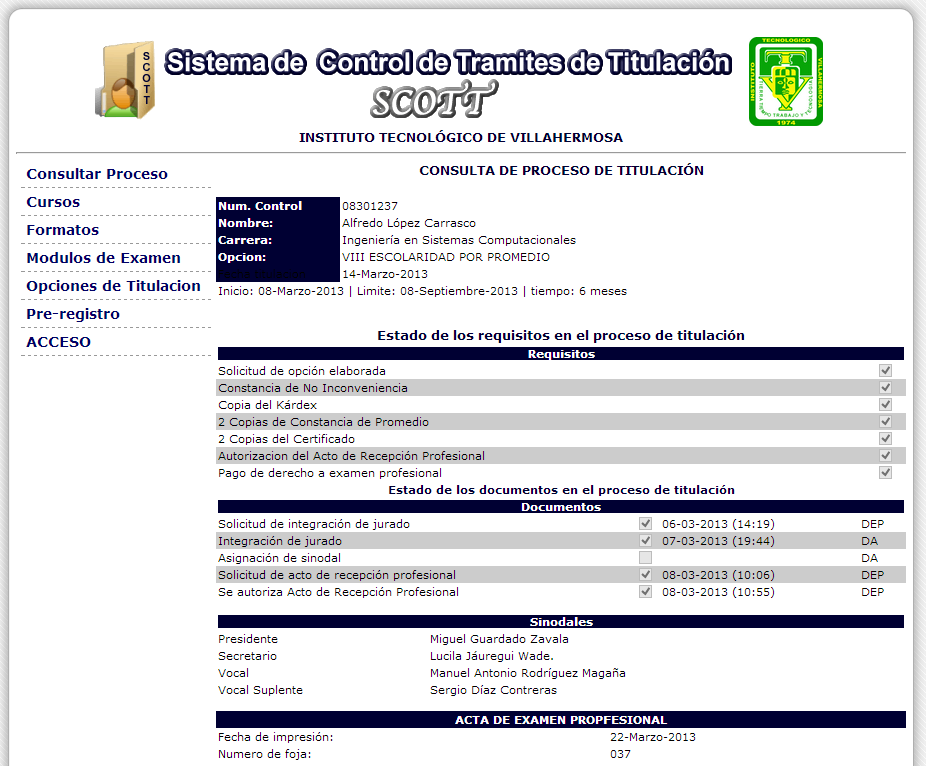 SCOTT
Sistema de Control de Tramites de Titulación
SCOTT
INSTITUTO TECNOLÓGICO DE VILLAHERMOSA
INSTITUTO TECNOLOGICO VILLAHERMOSA
TIERRA TIEMPO TRABAJO Y TECNOLOGIA
1974
Consultar Proceso
Cursos
Formatos
Modulos de Examen
Opciones de Titulacion
Pre-registro
ACCESO
CONSULTA DE PROCESO DE TITULACIÓN
Num. Control 08301237
Nombre: Alfredo López Carrasco
Carrera: Ingeniería en Sistemas Computacionales
Opcion: VIII ESCOLARIDAD POR PROMEDIO
14-Marzo-2013
Inicio: 08-Marzo-2013 | Limite: 08-Septiembre-2013 | tiempo: 6 meses
Estado de los requisitos en el proceso de titulación
Requisitos
Solicitud de opción elaborada
Constancia de No Inconveniencia
Copia del Kárdex
2 Copias de Constancia de Promedio
2 Copias del Certificado
Autorizacion del Acto de Recepción Profesional
Pago de derecho a examen profesional
Estado de los documentos en el proceso de titulación
Documentos
Solicitud de integración de jurado 06-03-2013 (14:19) DEP
Integración de jurado 07-03-2013 (19:44) DA
Asignación de sinodal DA
Solicitud de acto de recepción profesional 08-03-2013 (10:06) DEP
Se autoriza Acto de Recepción Profesional 08-03-2013 (10:55) DEP
Sinodales
Presidente Miguel Guardado Zavala
Secretario Lucila Jáuregui Wade.
Vocal Manuel Antonio Rodríguez Magaña
Vocal Suplente Sergio Díaz Contreras
ACTA DE EXAMEN PROPFESIONAL
Fecha de impresión: 22-Marzo-2013
Numero de foja: 037